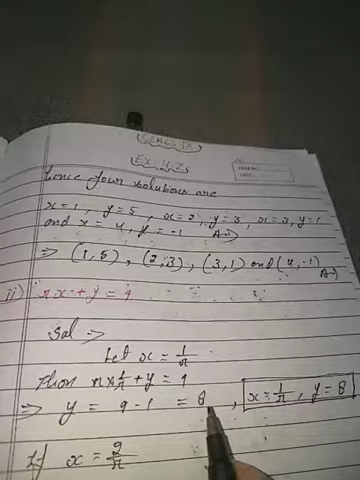 Ex-4.2
hence four solutions are
x=1, y=5, x=2, y=3, x=3, y=1
and x=4, y=-1 Ans
⇒ (1,5), (2,3), (3,1) and (4,-1) Ans
ii) πx+y=9
Sol ⇒
Let x = 1/π
Then π×1/π+y=9
⇒ y = 9-1 = 8, x=1/π, y=8
If x = 2/π